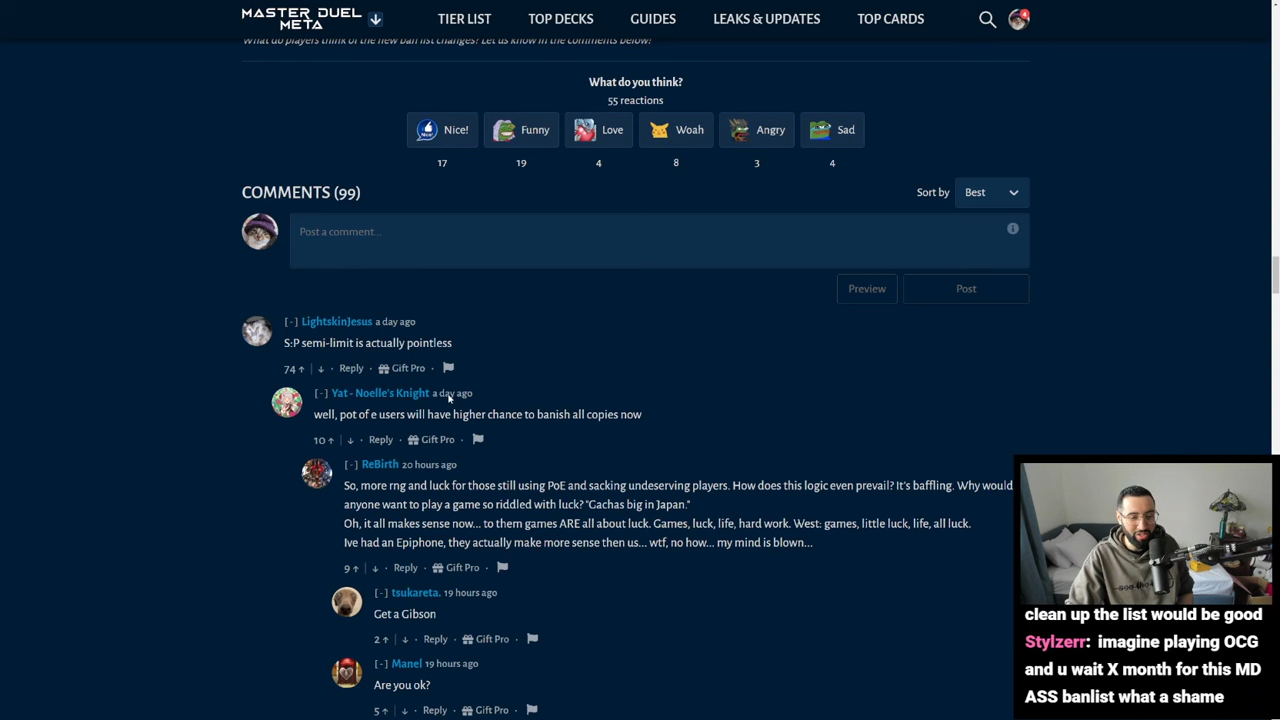 MASTER DUEL
META
TIER LIST
TOP DECKS
GUIDES
LEAKS & UPDATES
TOP CARDS
4
What do players think of the new ban list changes? Let us know in the comments below!
What do you think?
55 reactions
Nice!
Funny
Love
Woah
Angry
Sad
17
19
4
8
3
4
COMMENTS (99)
Sort by
Best
Post a comment...
Preview
Post
[-] LightskinJesus a day ago
S:P semi-limit is actually pointless
74 Reply · Gift Pro ·
[-] Yat - Noelle's Knight a day ago
well, pot of e users will have higher chance to banish all copies now
10 · Reply · Gift Pro ·
[-] ReBirth 20 hours ago
So, more rng and luck for those still using PoE and sacking undeserving players. How does this logic even prevail? It's baffling. Why would
anyone want to play a game so riddled with luck? "Gachas big in Japan."
Oh, it all makes sense now... to them games ARE all about luck. Games, luck, life, hard work. West: games, little luck, life, all luck.
Ive had an Epiphone, they actually make more sense then us... wtf, no how... my mind is blown...
9 · Reply · Gift Pro ·
[-] tsukareta. 19 hours ago
Get a Gibson
2 · Reply · Gift Pro ·
[-] Manel 19 hours ago
Are you ok?
5 · Reply · Gift Pro ·
clean up the list would be good
Stylzerr: imagine playing OCG
and u wait X month for this MD
ASS banlist what a shame